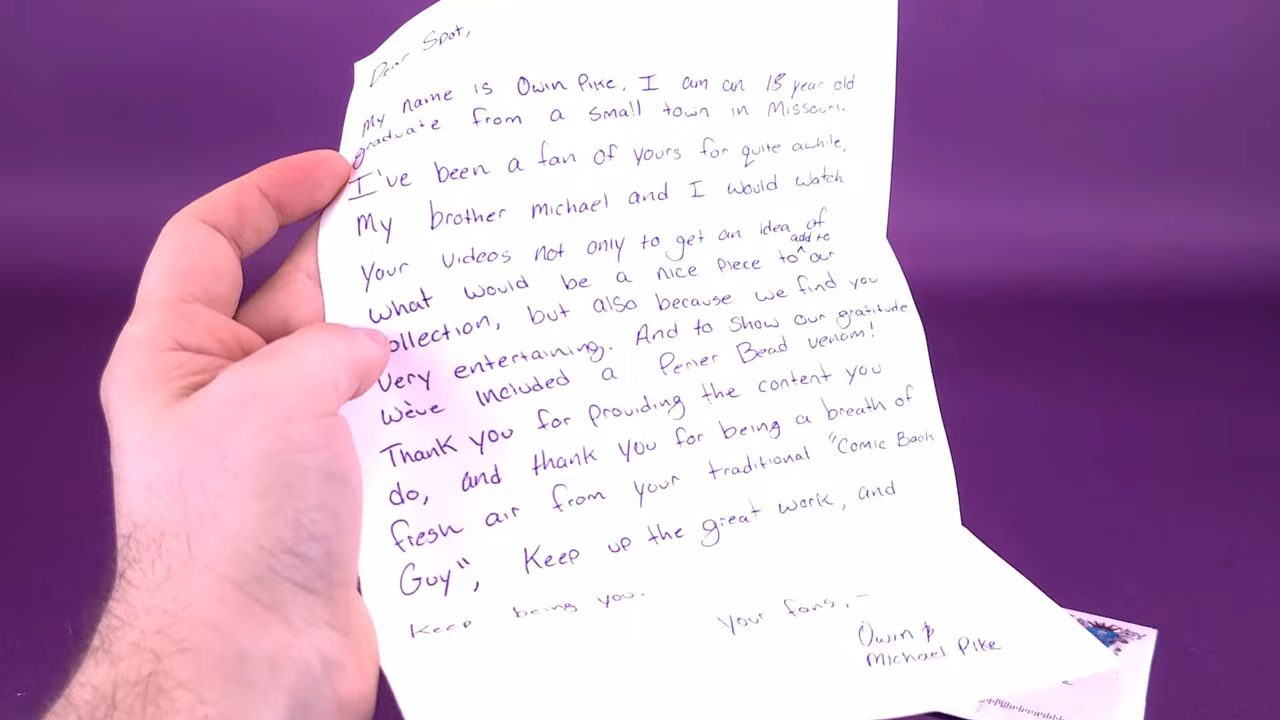 Dear Spot,
My name is Owin Pike. I am an 18 year old
graduate from a small town in Missouri.
I've been a fan of yours for quite awhile,
My brother Michael and I would watch
Your videos not only to get an idea of
what would be a nice piece to ^add to our
ollection, but also because we find you
very entertaining. And to show our gratitude
we've included a Perler Bead venom!
Thank you for providing the content you
do, and thank you for being a breath of
fresh air from your traditional "Comic Book
Guy", Keep up the great work, and
Keep being you.
Your fans, -
Owin &
Michael Pike